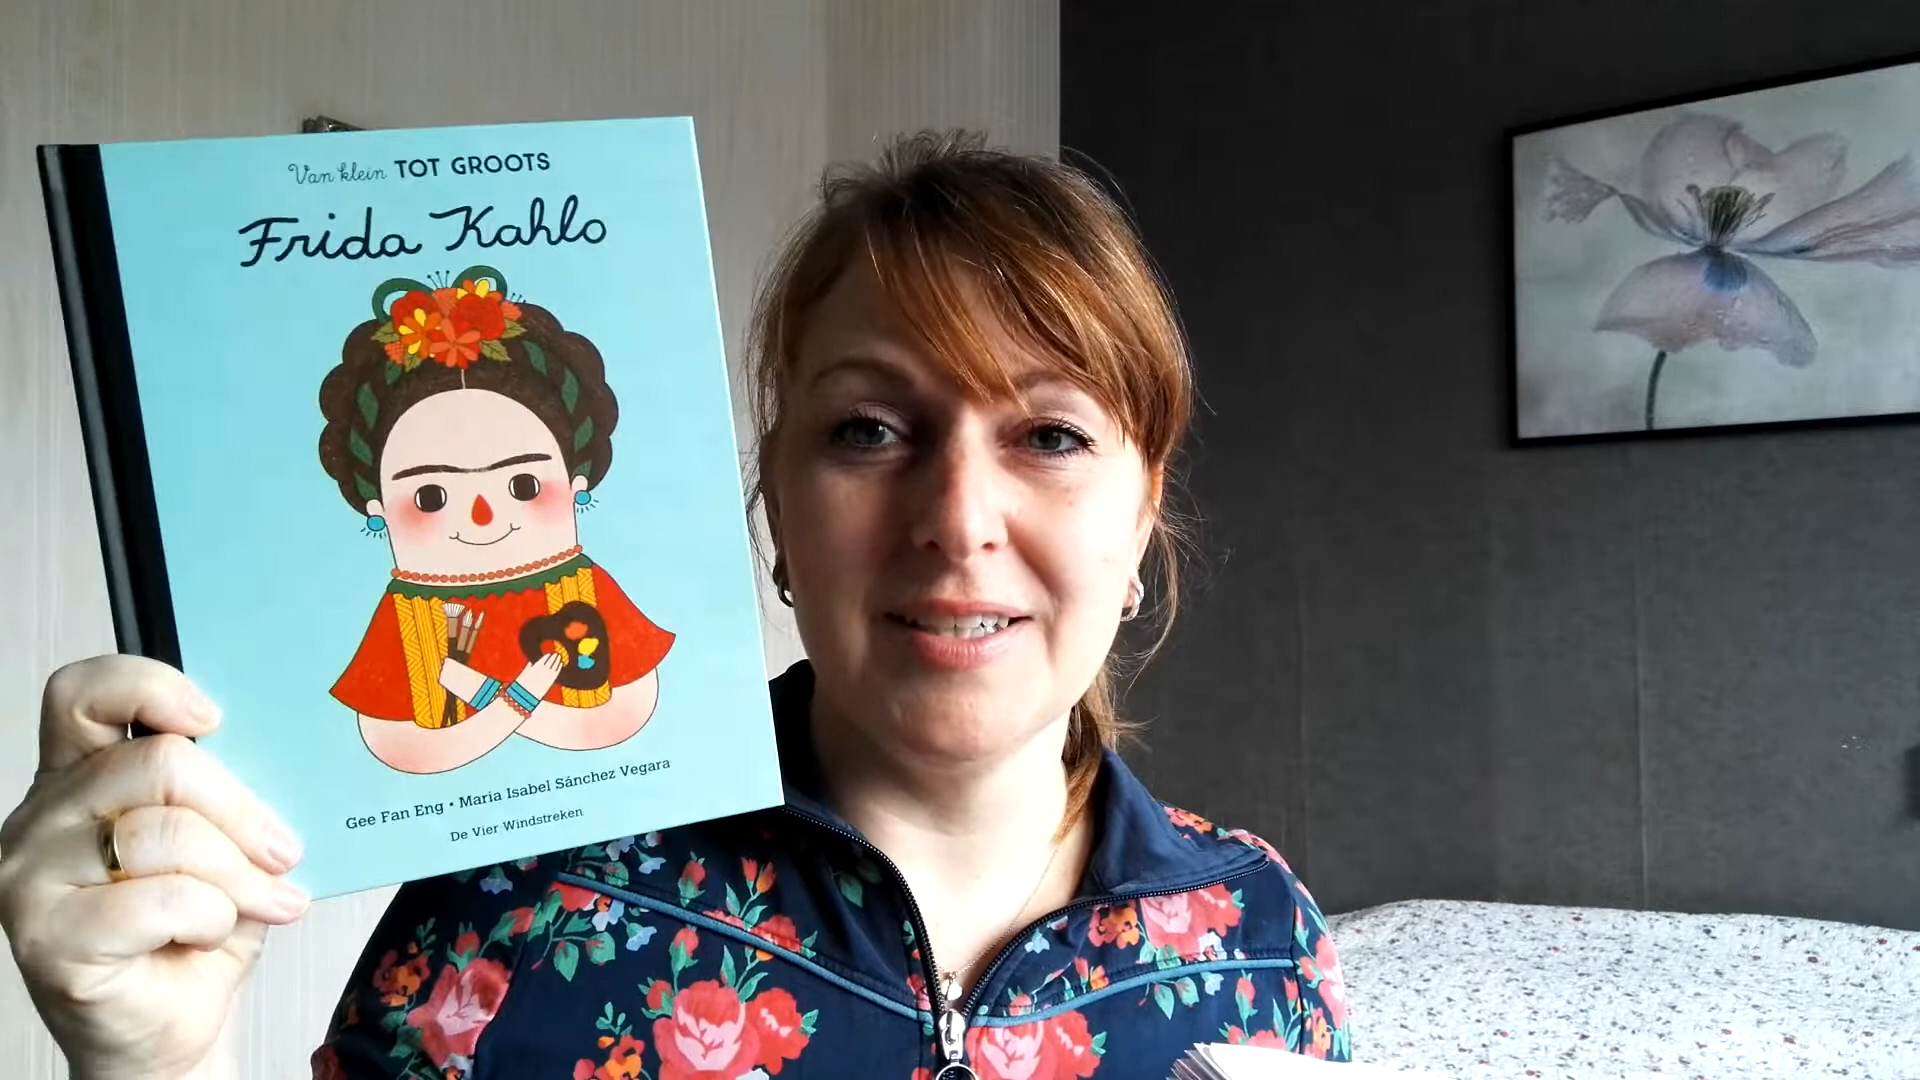 Van klein TOT GROOTS
Frida Kahlo
Gee Fan Eng • Maria Isabel Sánchez Vegara
De Vier Windstreken